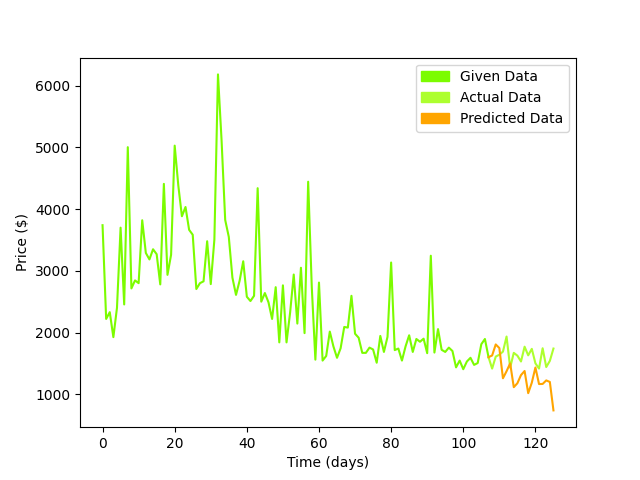 Given Data
Actual Data
Predicted Data
Price ($)
6000
5000
4000
3000
2000
1000
0 20 40 60 80 100 120
Time (days)